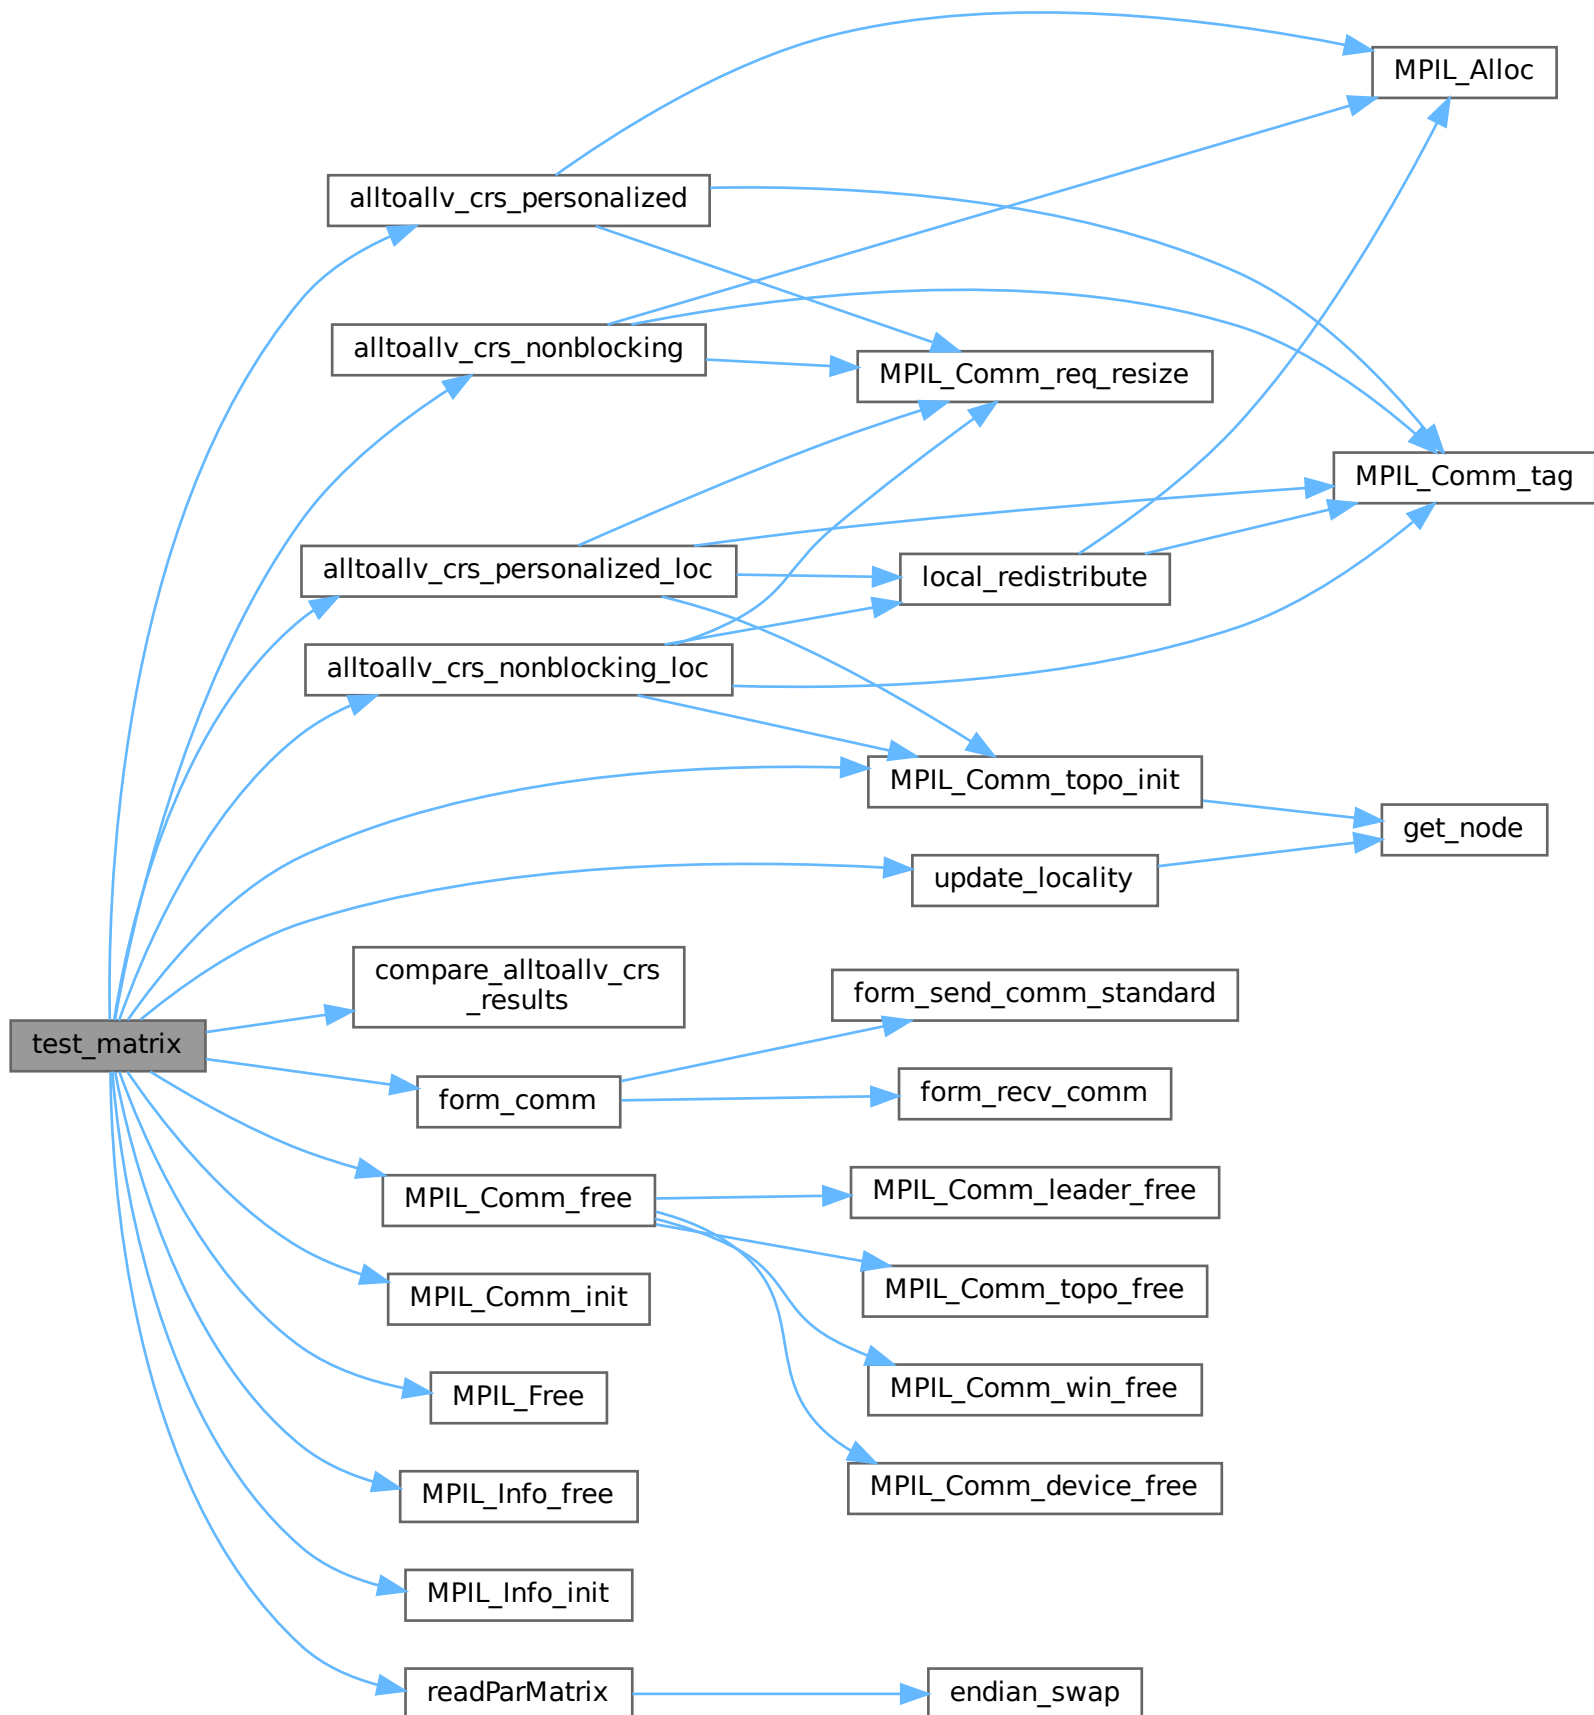 MPIL_Alloc
alltoallv_crs_personalized
alltoallv_crs_nonblocking
MPIL_Comm_req_resize
MPIL_Comm_tag
alltoallv_crs_personalized_loc
local_redistribute
alltoallv_crs_nonblocking_loc
MPIL_Comm_topo_init
get_node
update_locality
compare_alltoallv_crs
_results
form_send_comm_standard
test_matrix
form_comm
form_recv_comm
MPIL_Comm_free
MPIL_Comm_leader_free
MPIL_Comm_topo_free
MPIL_Comm_init
MPIL_Comm_win_free
MPIL_Free
MPIL_Comm_device_free
MPIL_Info_free
MPIL_Info_init
readParMatrix
endian_swap